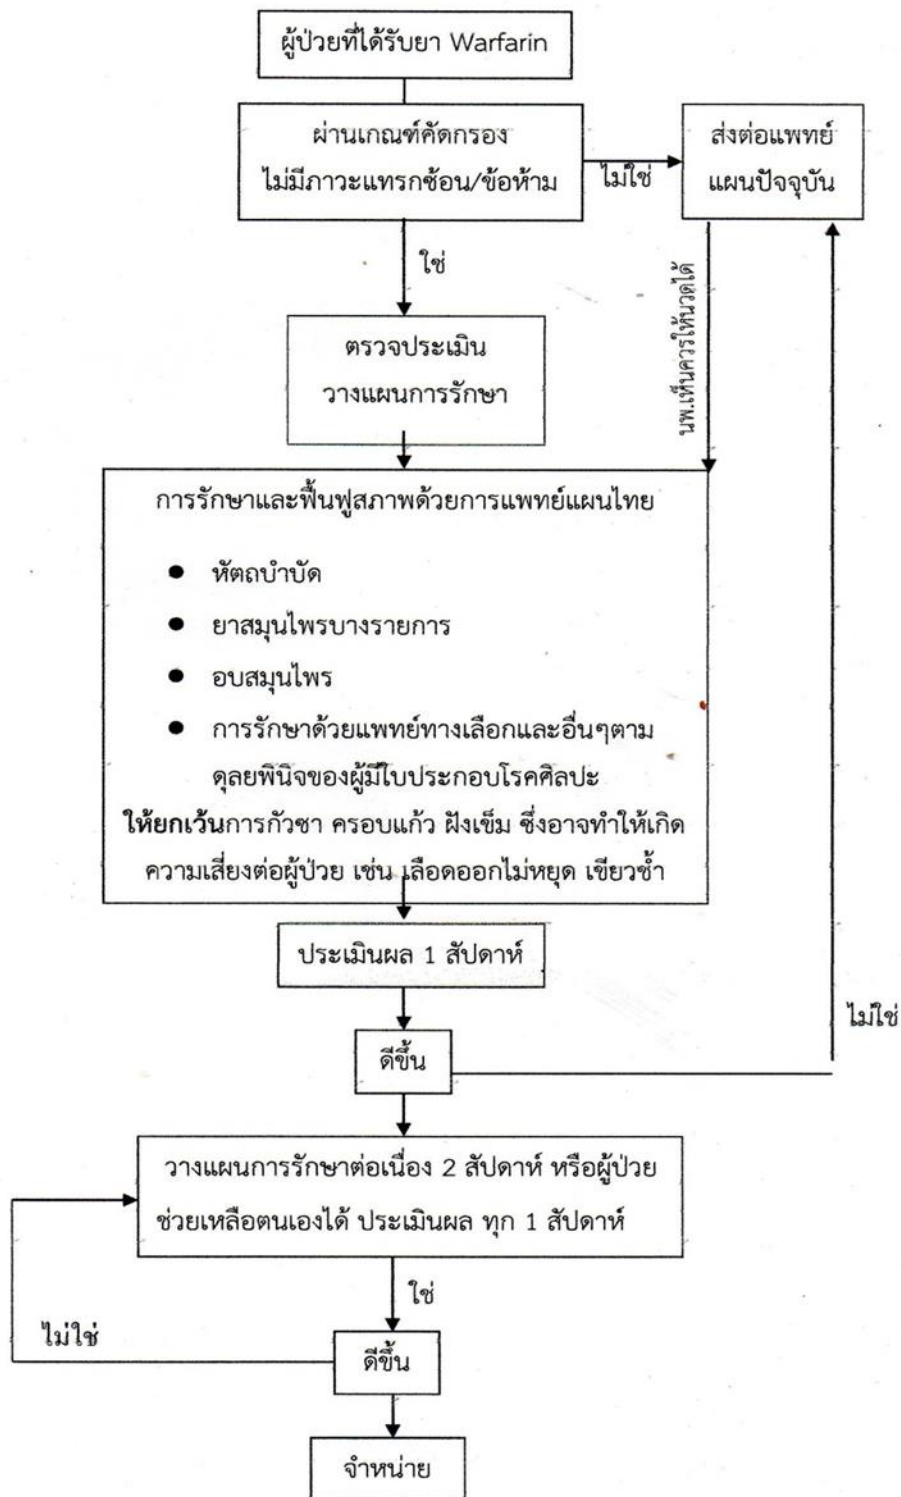 ผู้ป่วยที่ได้รับยา Warfarin
ผ่านเกณฑ์คัดกรอง
ไม่มีภาวะแทรกซ้อน/ข้อห้าม
ไม่ใช่
ส่งต่อแพทย์
แผนปัจจุบัน
ใช่
นพ.เห็นควรให้นวดได้
ตรวจประเมิน
วางแผนการรักษา
การรักษาและฟื้นฟูสภาพด้วยการแพทย์แผนไทย
● หัตถบำบัด
● ยาสมุนไพรบางรายการ
● อบสมุนไพร
● การรักษาด้วยแพทย์ทางเลือกและอื่นๆตาม
ดุลยพินิจของผู้มีใบประกอบโรคศิลปะ
ให้ยกเว้นการกัวซา ครอบแก้ว ฝังเข็ม ซึ่งอาจทำให้เกิด
ความเสี่ยงต่อผู้ป่วย เช่น เลือดออกไม่หยุด เขียวช้ำ
ประเมินผล 1 สัปดาห์
ไม่ใช่
ดีขึ้น
วางแผนการรักษาต่อเนื่อง 2 สัปดาห์ หรือผู้ป่วย
ช่วยเหลือตนเองได้ ประเมินผล ทุก 1 สัปดาห์
ใช่
ไม่ใช่
ดีขึ้น
จำหน่าย